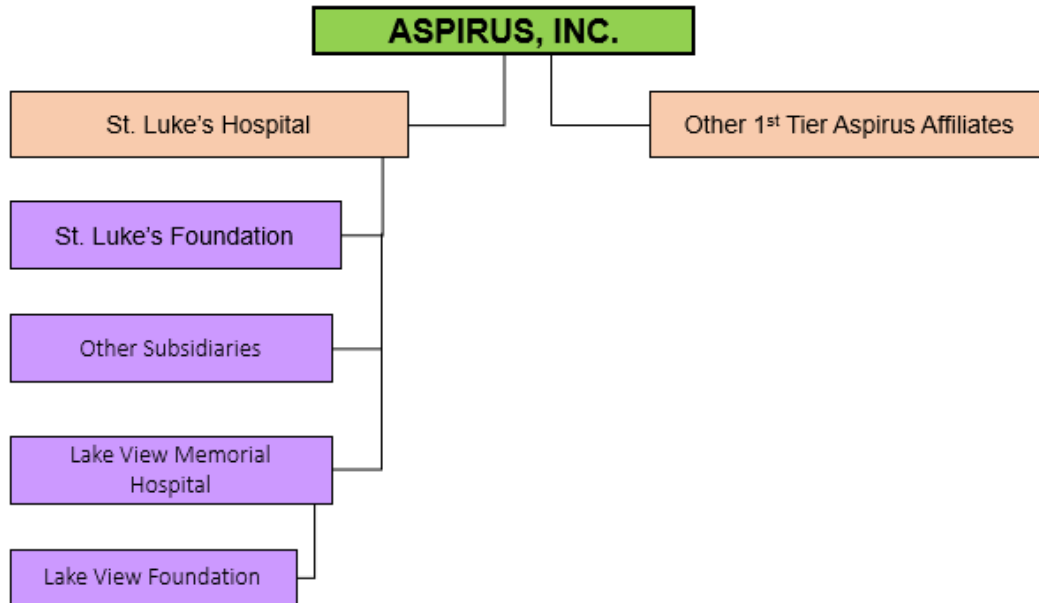 ASPIRUS, INC.
St. Luke’s Hospital
Other 1st Tier Aspirus Affiliates
St. Luke’s Foundation
Other Subsidiaries
Lake View Memorial
Hospital
Lake View Foundation